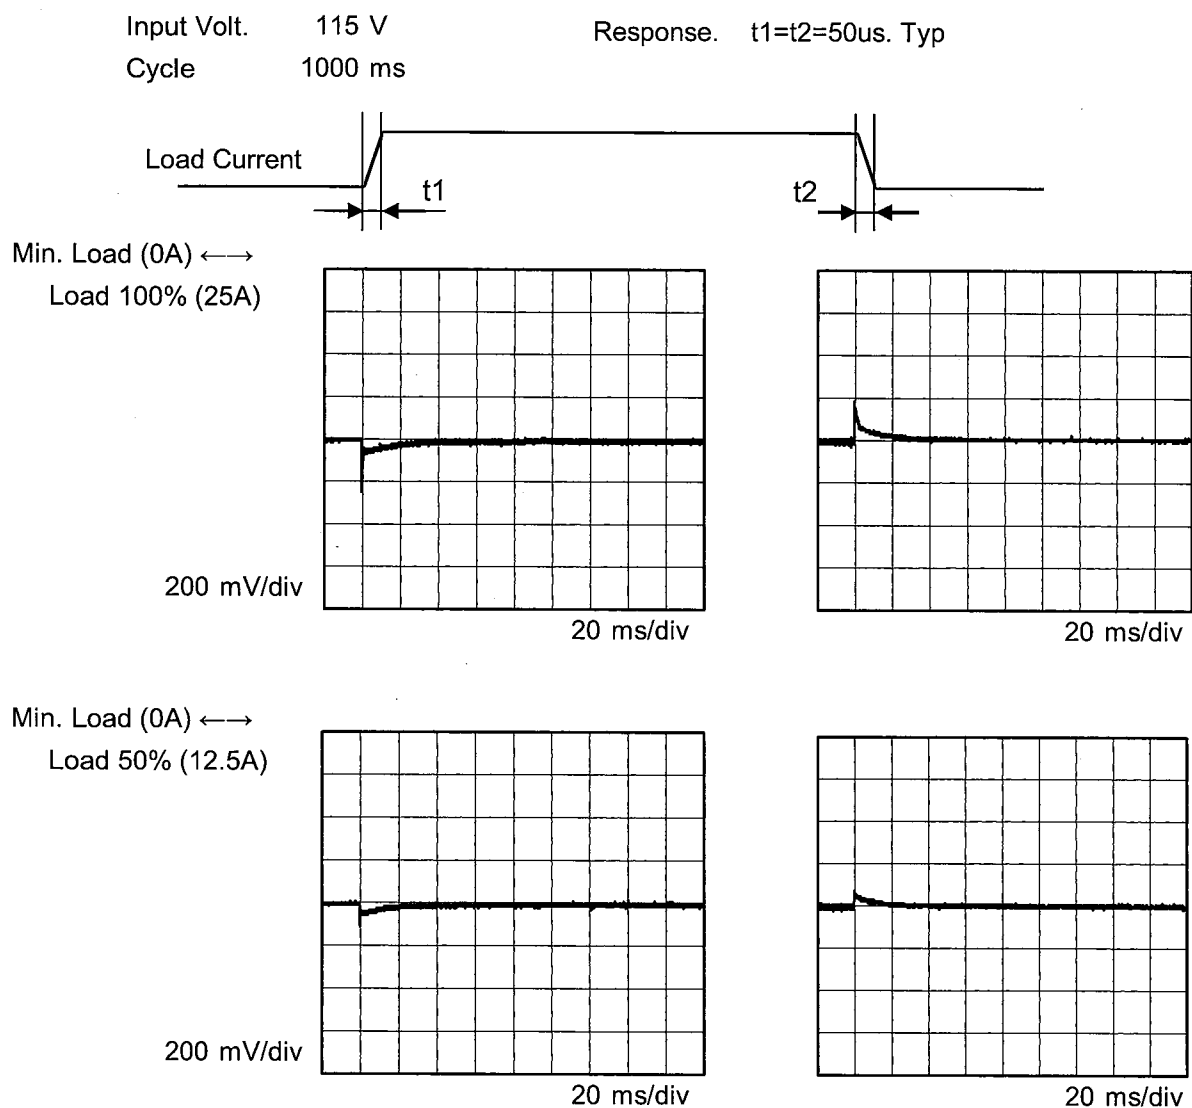 Input Volt. 115 V
Response. t1=t2=50us. Typ
Cycle 1000 ms
Load Current
t1
t2
Min. Load (0A) ←→
Load 100% (25A)
200 mV/div
20 ms/div
20 ms/div
Min. Load (0A) ←→
Load 50% (12.5A)
200 mV/div
20 ms/div
20 ms/div